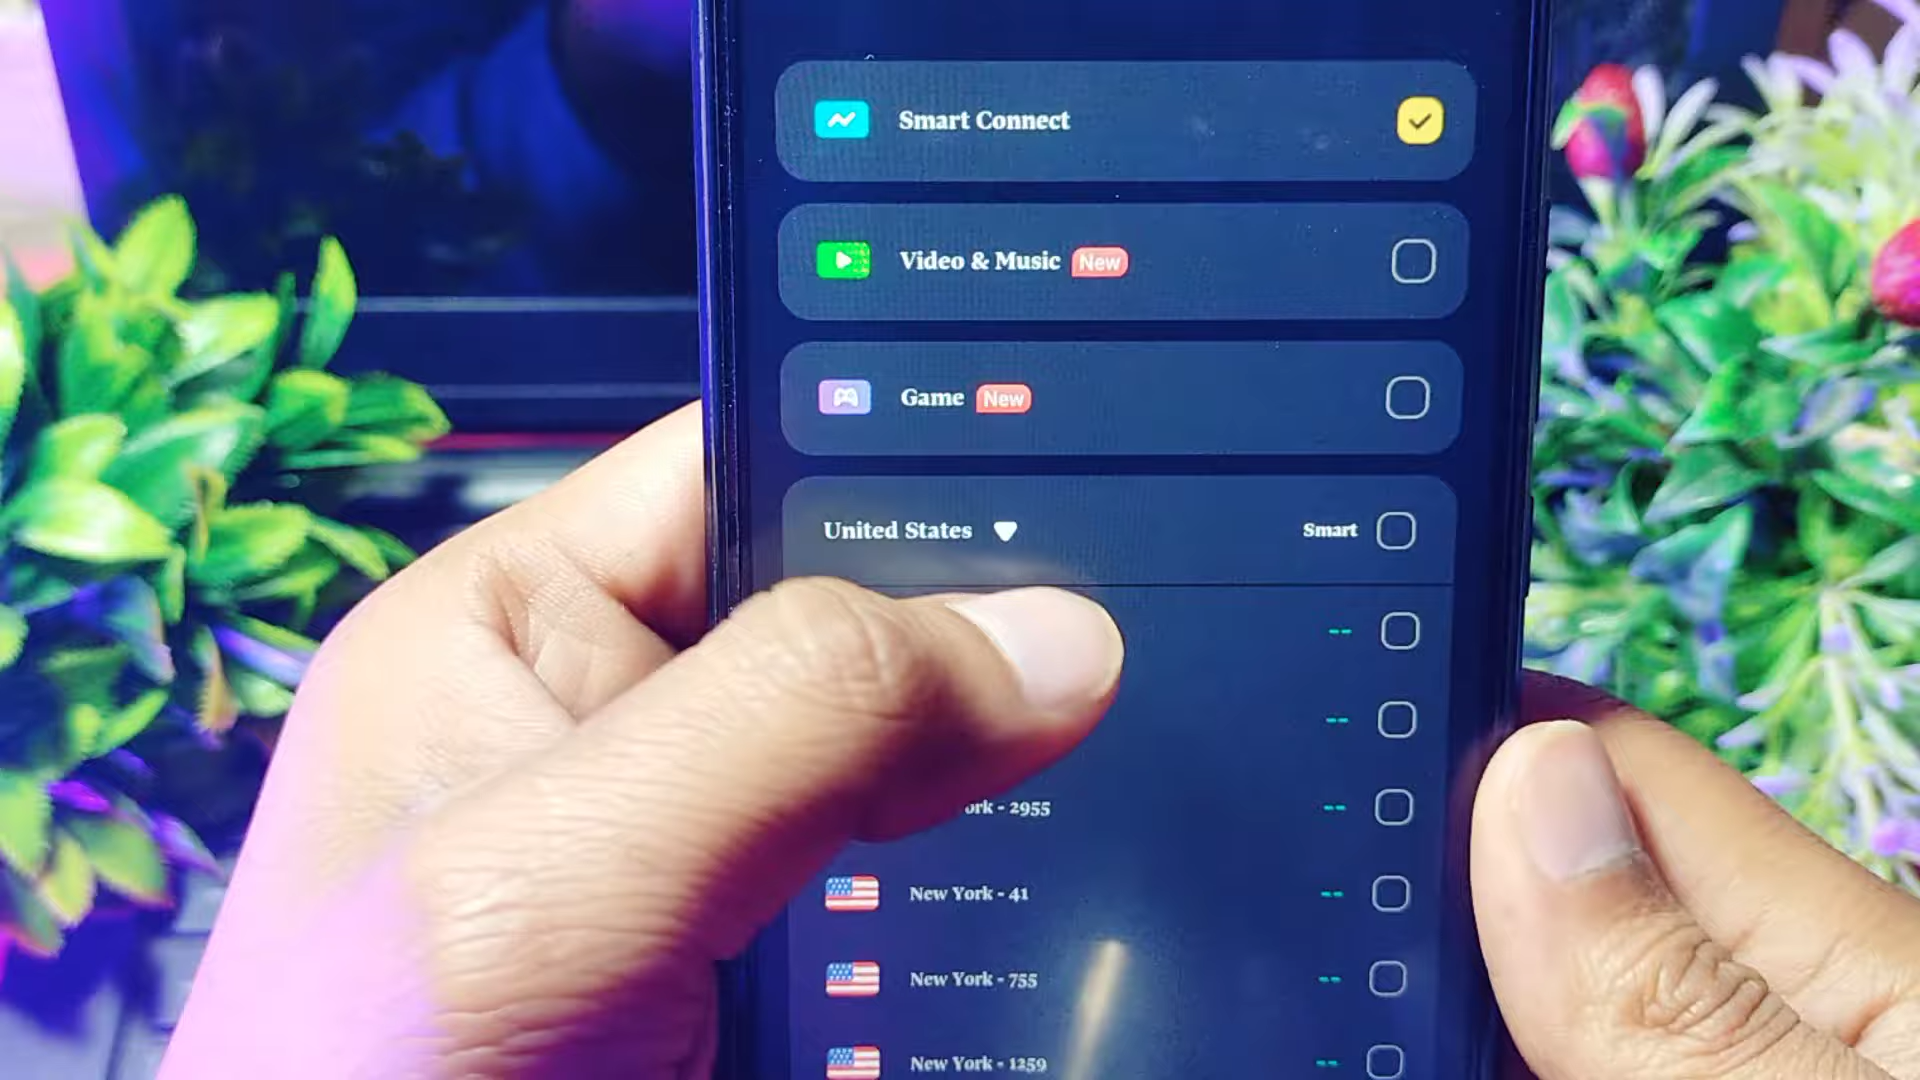 Smart Connect
Video & Music New
Game New
United States Smart
--
--
ork - 2955 --
New York - 41 --
New York - 755 --
New York - 1259 --